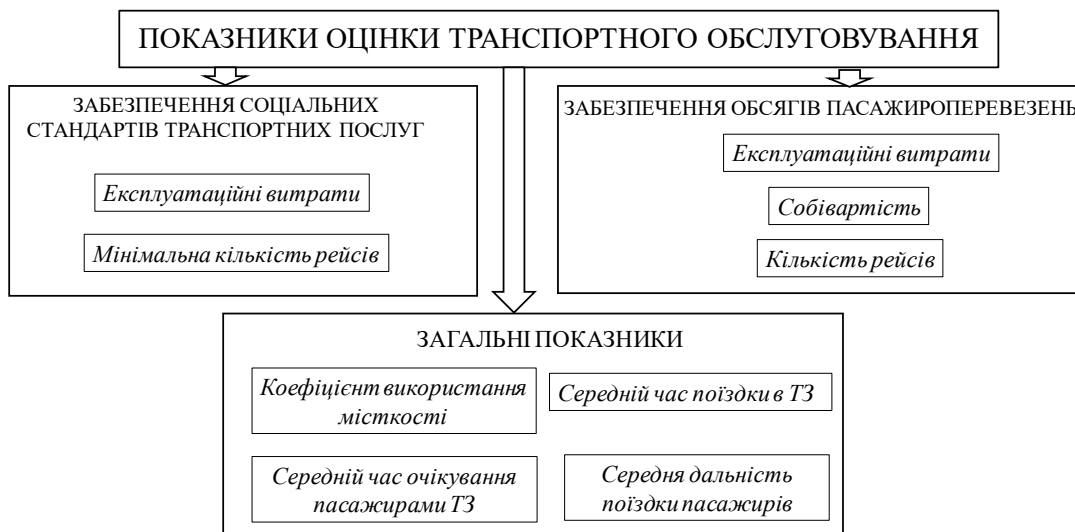 ПОКАЗНИКИ ОЦІНКИ ТРАНСПОРТНОГО ОБСЛУГОВУВАННЯ
ЗАБЕЗПЕЧЕННЯ СОЦІАЛЬНИХ
СТАНДАРТІВ ТРАНСПОРТНИХ ПОСЛУГ
Експлуатаційні витрати
Мінімальна кількість рейсів
ЗАБЕЗПЕЧЕННЯ ОБСЯГІВ ПАСАЖИРОПЕРЕВЕЗЕНЬ
Експлуатаційні витрати
Собівартість
Кількість рейсів
ЗАГАЛЬНІ ПОКАЗНИКИ
Коефіцієнт використання
місткості
Середній час поїздки в ТЗ
Середній час очікування
пасажирами ТЗ
Середня дальність
поїздки пасажирів